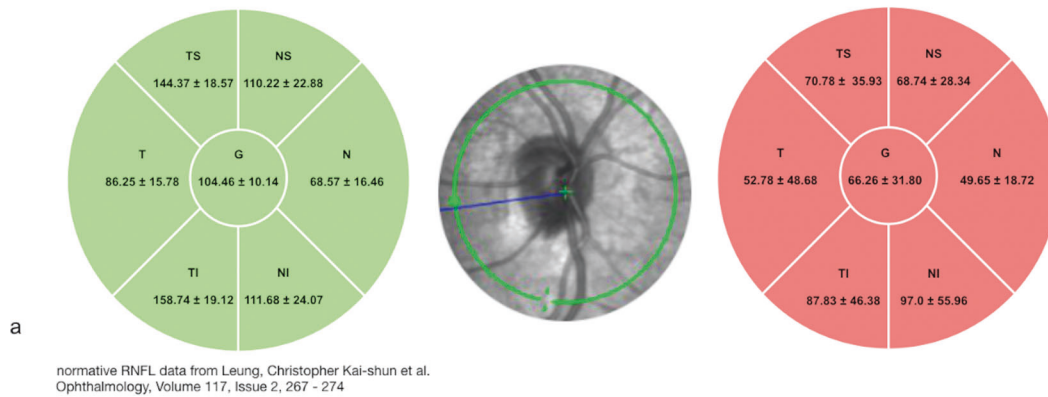 TS NS
144.37 ± 18.57 110.22 ± 22.88
T G N
86.25 ± 15.78 104.46 ± 10.14 68.57 ± 16.46
TI NI
158.74 ± 19.12 111.68 ± 24.07
TS NS
70.78 ± 35.93 68.74 ± 28.34
T G N
52.78 ± 48.68 66.26 ± 31.80 49.65 ± 18.72
TI NI
87.83 ± 46.38 97.0 ± 55.96
a
normative RNFL data from Leung, Christopher Kai-shun et al.
Ophthalmology, Volume 117, Issue 2, 267 - 274